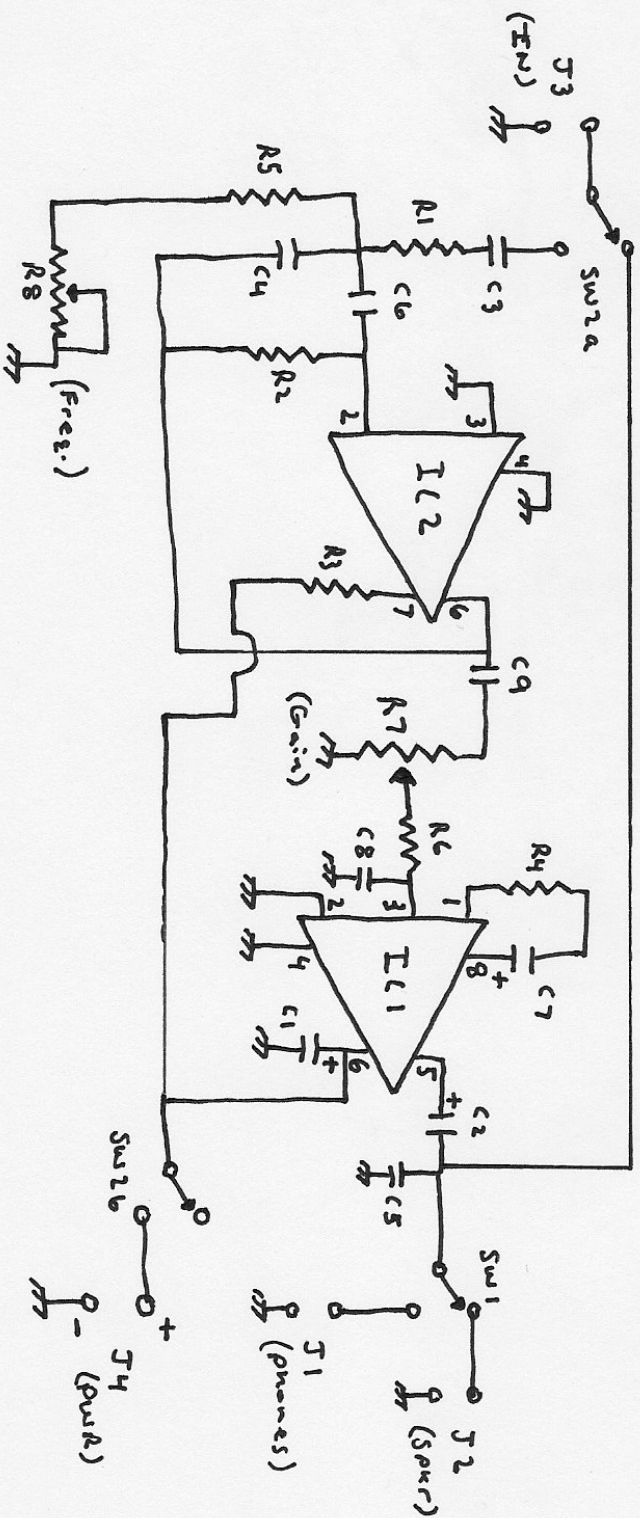 J3
(IN)
SW2a
C3
R1
R5
C4
C6
R2
R8
(Freq.)
2
3
4
IC2
6
7
R3
C9
R7
(Gain)
R6
C8
R4
C7
+
1
8
3
2
4
IC1
5
6
+
C1
+
C2
C5
SW1
J2
(Spkr)
J1
(phones)
SW2b
+
-
J4
(pwr)